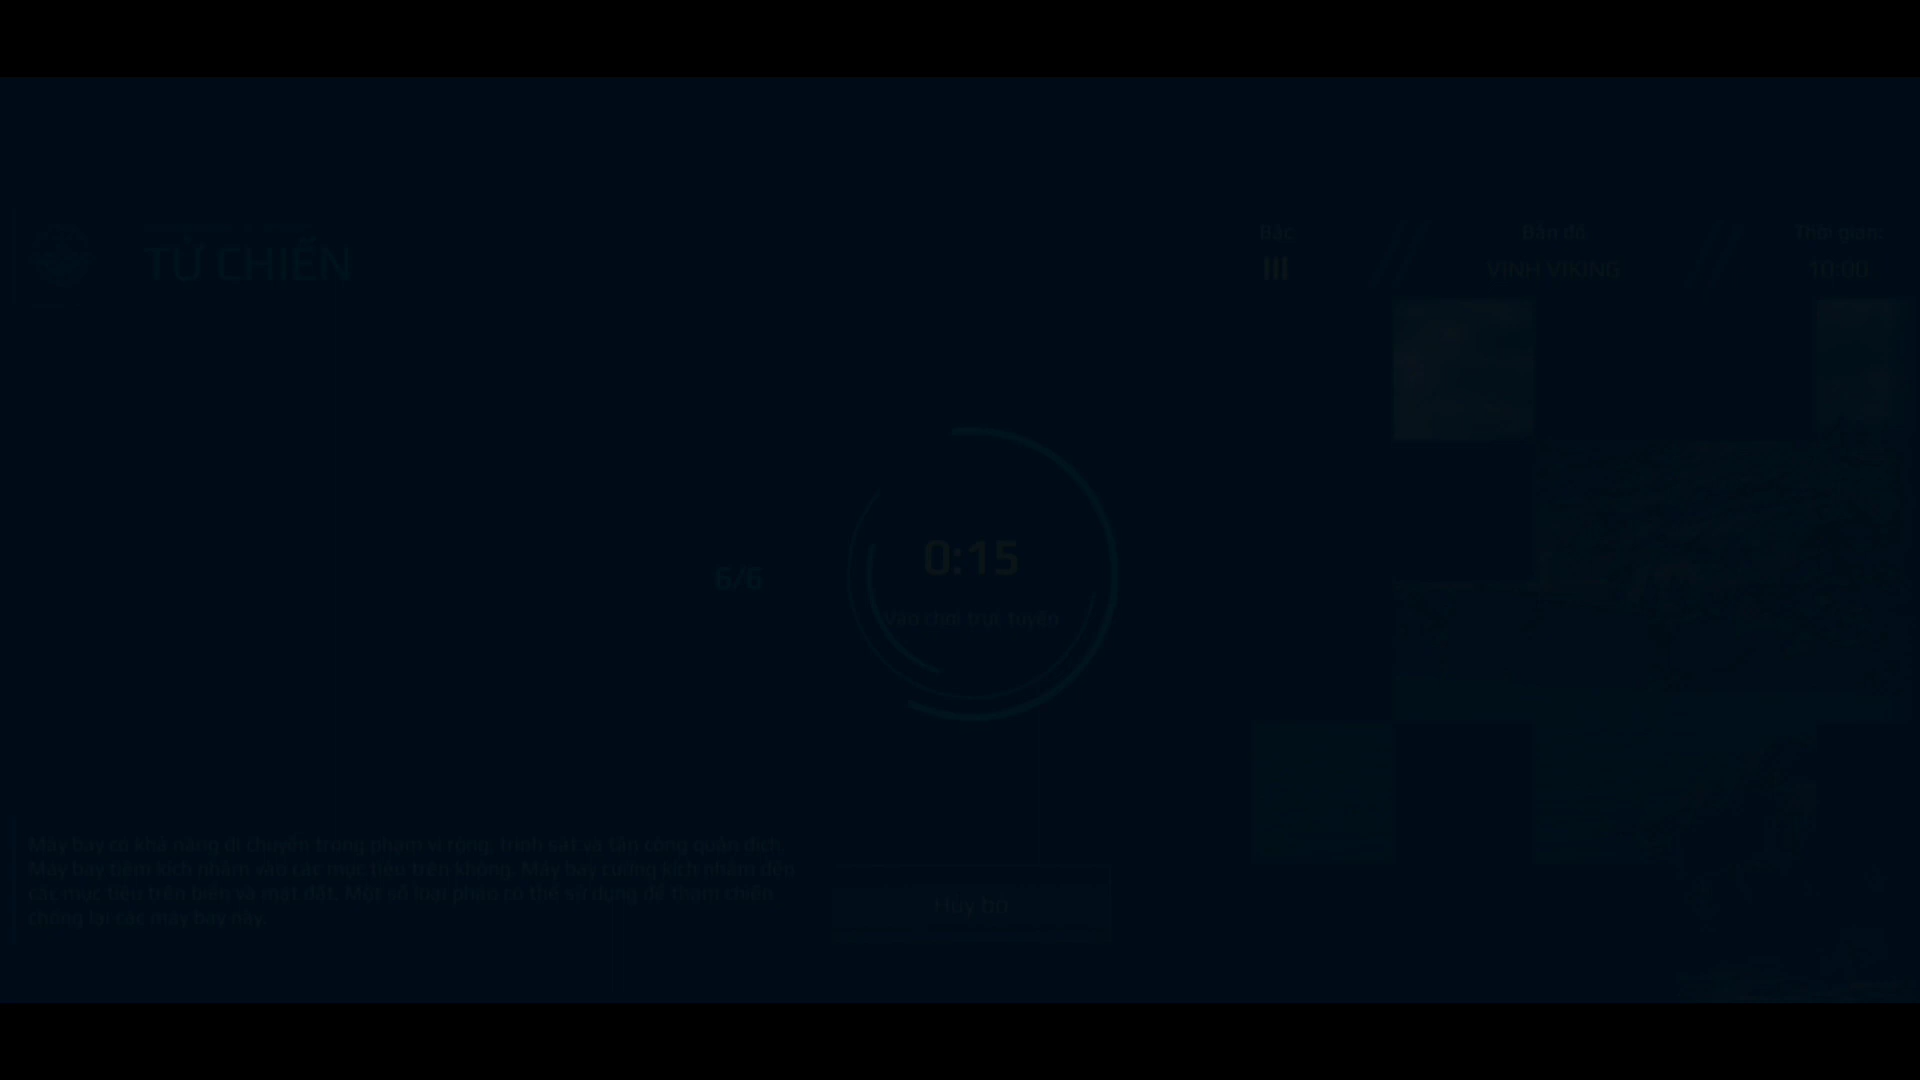 TỬ CHIẾN
Bậc
III
Bản đồ
VỊNH VIKING
Thời gian:
10:00
0:15
Vào chơi trực tuyến
6/6
Máy bay có khả năng di chuyển trong phạm vi rộng, trinh sát và tấn công quân địch.
Máy bay tiêm kích nhắm vào các mục tiêu trên không. Máy bay cường kích nhắm đến
các mục tiêu trên biển và mặt đất. Một số loại pháo có thể sử dụng để tham chiến
chống lại các máy bay này.
Hủy bỏ